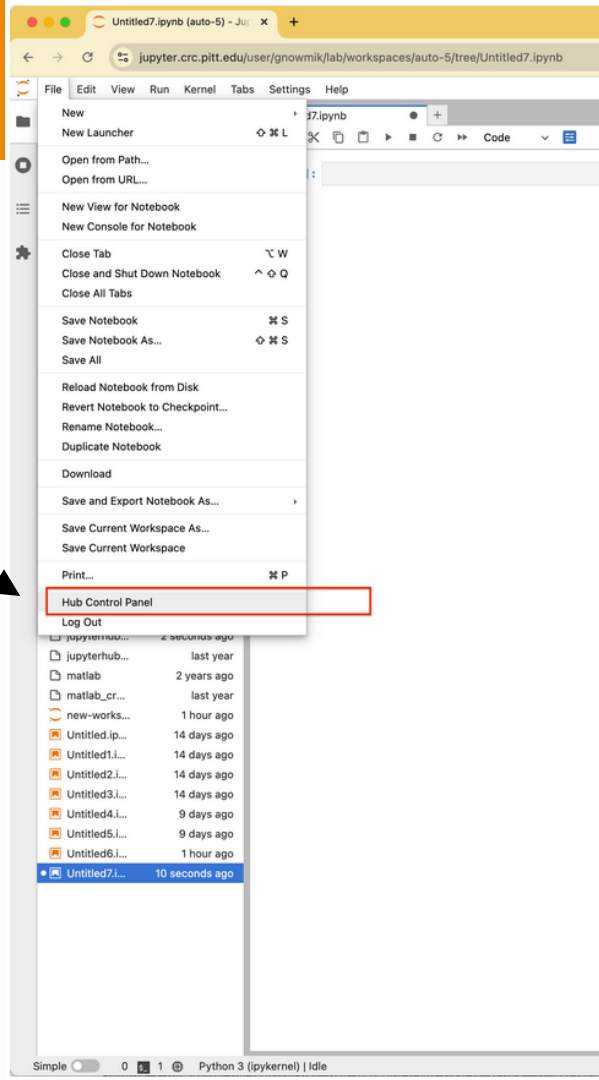 Untitled7.ipynb (auto-5) - Ju
jupyter.crc.pitt.edu/user/gnowmik/lab/workspaces/auto-5/tree/Untitled7.ipynb
File Edit View Run Kernel Tabs Settings Help
New
d7.ipynb
New Launcher ⇧ ⌘ L
Code
Open from Path...
Open from URL...
New View for Notebook
New Console for Notebook
Close Tab ⌥ W
Close and Shut Down Notebook ^ ⇧ Q
Close All Tabs
Save Notebook ⌘ S
Save Notebook As... ⇧ ⌘ S
Save All
Reload Notebook from Disk
Revert Notebook to Checkpoint...
Rename Notebook...
Duplicate Notebook
Download
Save and Export Notebook As...
Save Current Workspace As...
Save Current Workspace
Print... ⌘ P
Hub Control Panel
Log Out
jupyterhub... 2 seconds ago
jupyterhub... last year
matlab 2 years ago
matlab_cr... last year
new-works... 1 hour ago
Untitled.ip... 14 days ago
Untitled1.i... 14 days ago
Untitled2.i... 14 days ago
Untitled3.i... 14 days ago
Untitled4.i... 9 days ago
Untitled5.i... 9 days ago
Untitled6.i... 1 hour ago
Untitled7.i... 10 seconds ago
Simple 0 1 Python 3 (ipykernel) | Idle